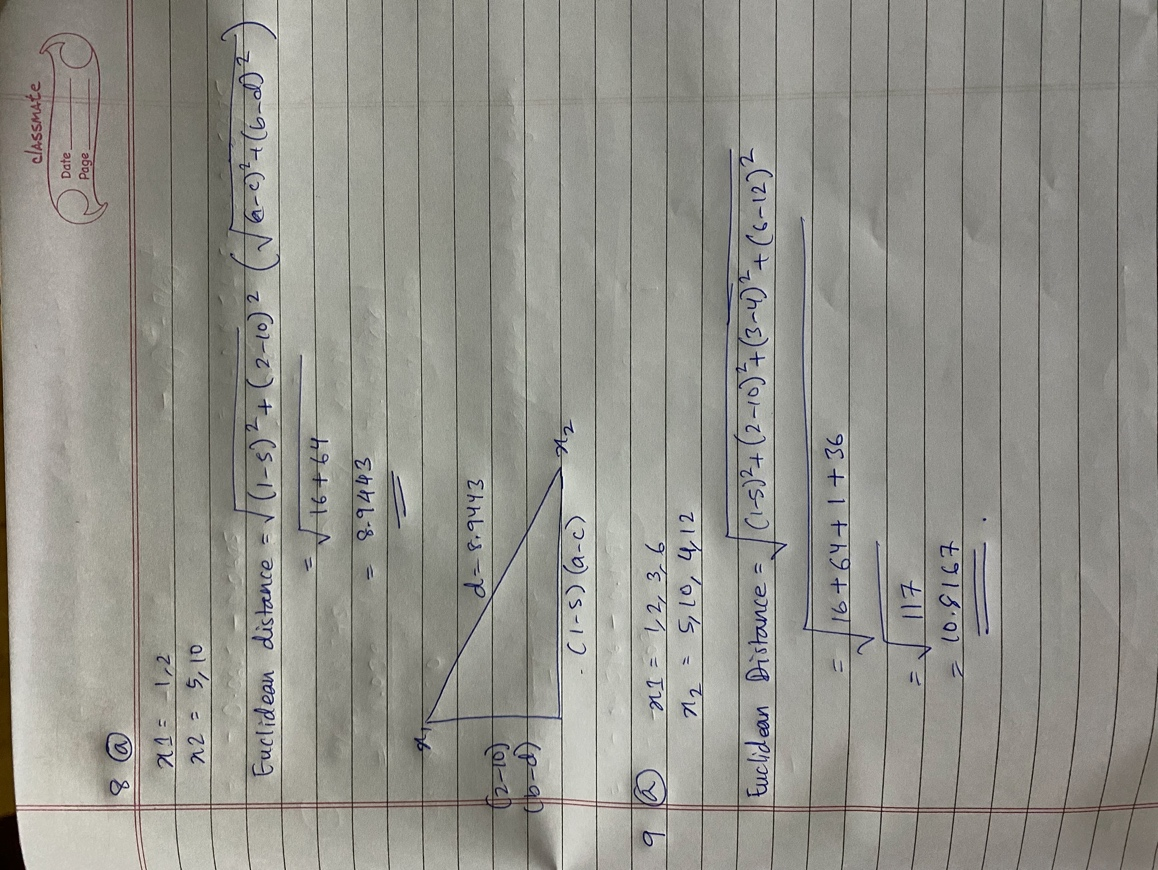 classmate
Date
Page
8 (a)
x1 = 1,2
x2 = 5,10
Euclidean distance = √(1-5)² + (2-10)² (√(a-c)²+(b-d)²)
= √16+64
= 8.9443
x1
d = 8.9443
(2-10)
(b-d)
x2
(1-5) (a-c)
9 (a) x1 = 1,2,3,6
x2 = 5,10,4,12
Euclidean Distance = √(1-5)²+(2-10)²+(3-4)²+(6-12)²
= √16+64+1+36
= √117
= 10.8167